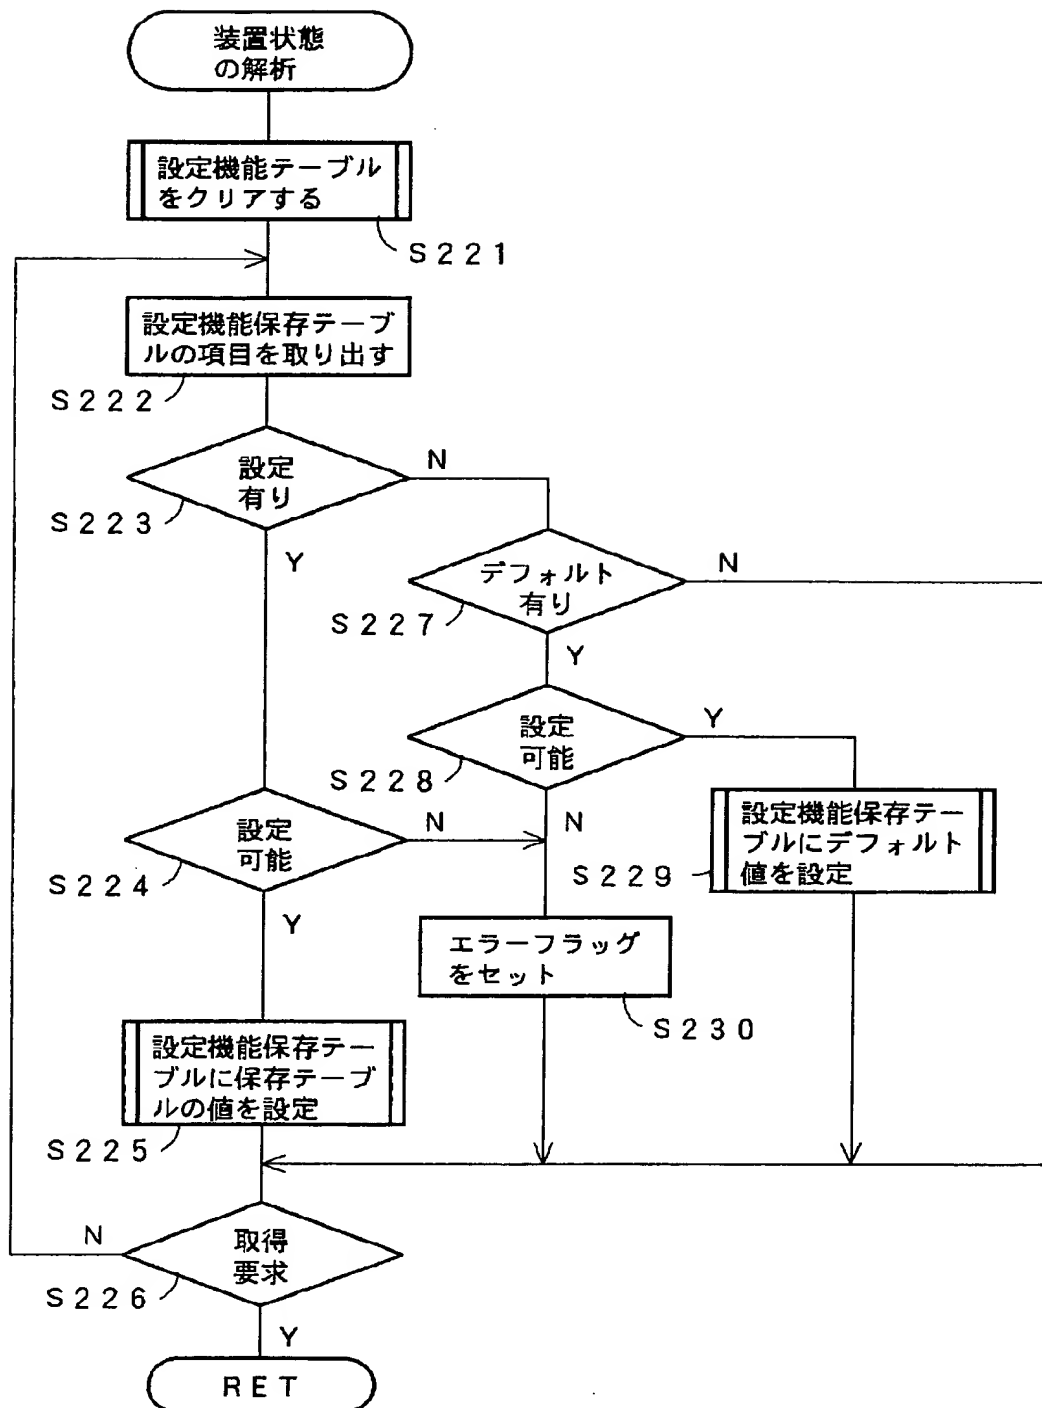 装置状態
の解析
設定機能テーブル
をクリアする
S221
設定機能保存テーブ
ルの項目を取り出す
S222
設定
有り
N
S223
Y
デフォルト
有り
N
S227
Y
設定
可能
Y
S228
N
設定機能保存テー
ブルにデフォルト
値を設定
S229
設定
可能
N
S224
Y
エラーフラッグ
をセット
S230
設定機能保存テー
ブルに保存テーブ
ルの値を設定
S225
取得
要求
N
S226
Y
RET